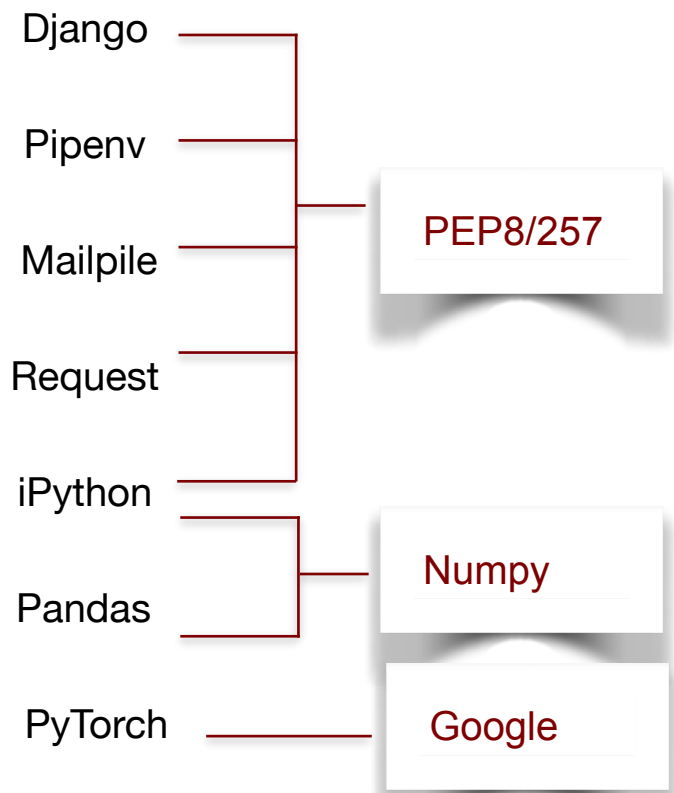 Django
Pipenv
Mailpile
Request
iPython
Pandas
PyTorch
PEP8/257
Numpy
Google